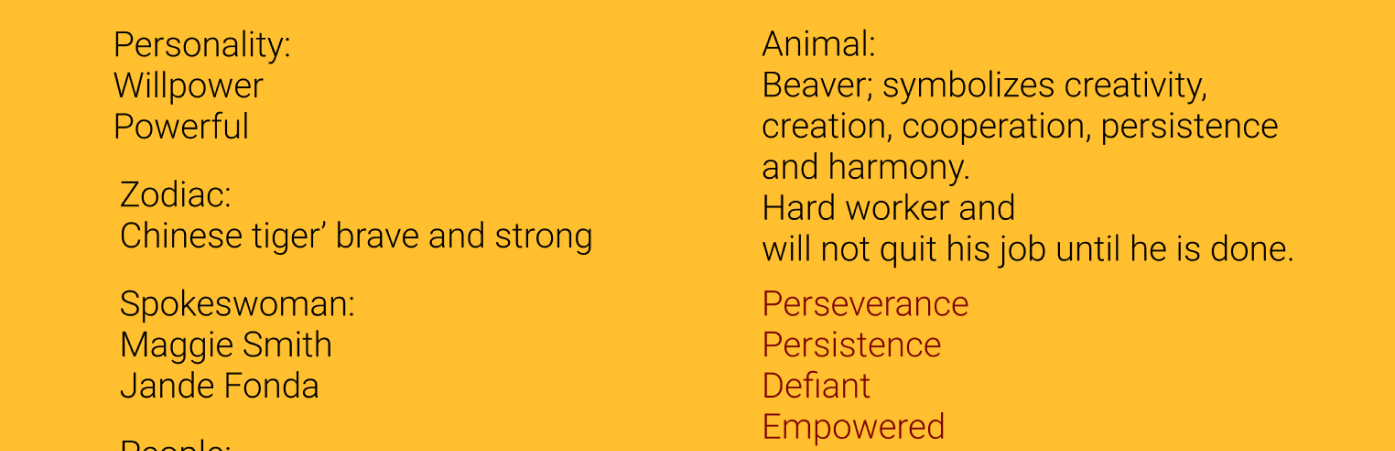 Personality:
Willpower
Powerful
Zodiac:
Chinese tiger’ brave and strong
Spokeswoman:
Maggie Smith
Jande Fonda
People:
Animal:
Beaver; symbolizes creativity,
creation, cooperation, persistence
and harmony.
Hard worker and
will not quit his job until he is done.
Perseverance
Persistence
Defiant
Empowered